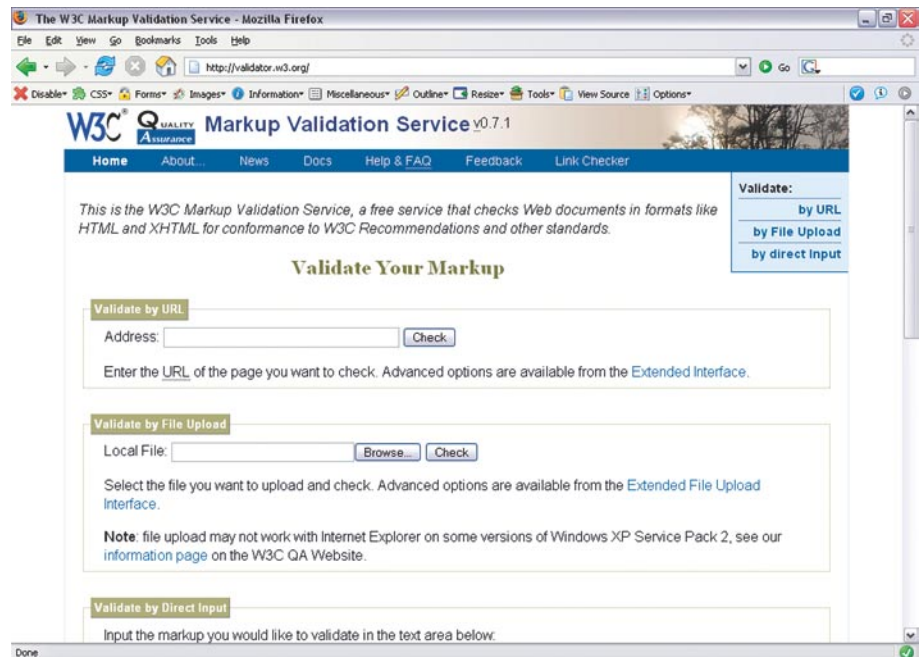 The W3C Markup Validation Service - Mozilla Firefox
File Edit View Go Bookmarks Tools Help
http://validator.w3.org/ Go
Disable CSS Forms Images Information Miscellaneous Outline Resize Tools View Source Options
W3C® QUALITY Assurance Markup Validation Service v0.7.1
Home About... News Docs Help & FAQ Feedback Link Checker
Validate:
by URL
by File Upload
by direct Input
This is the W3C Markup Validation Service, a free service that checks Web documents in formats like
HTML and XHTML for conformance to W3C Recommendations and other standards.
Validate Your Markup
Validate by URL
Address: Check
Enter the URL of the page you want to check. Advanced options are available from the Extended Interface.
Validate by File Upload
Local File: Browse... Check
Select the file you want to upload and check. Advanced options are available from the Extended File Upload
Interface.
Note: file upload may not work with Internet Explorer on some versions of Windows XP Service Pack 2, see our
information page on the W3C QA Website.
Validate by Direct Input
Input the markup you would like to validate in the text area below:
Done